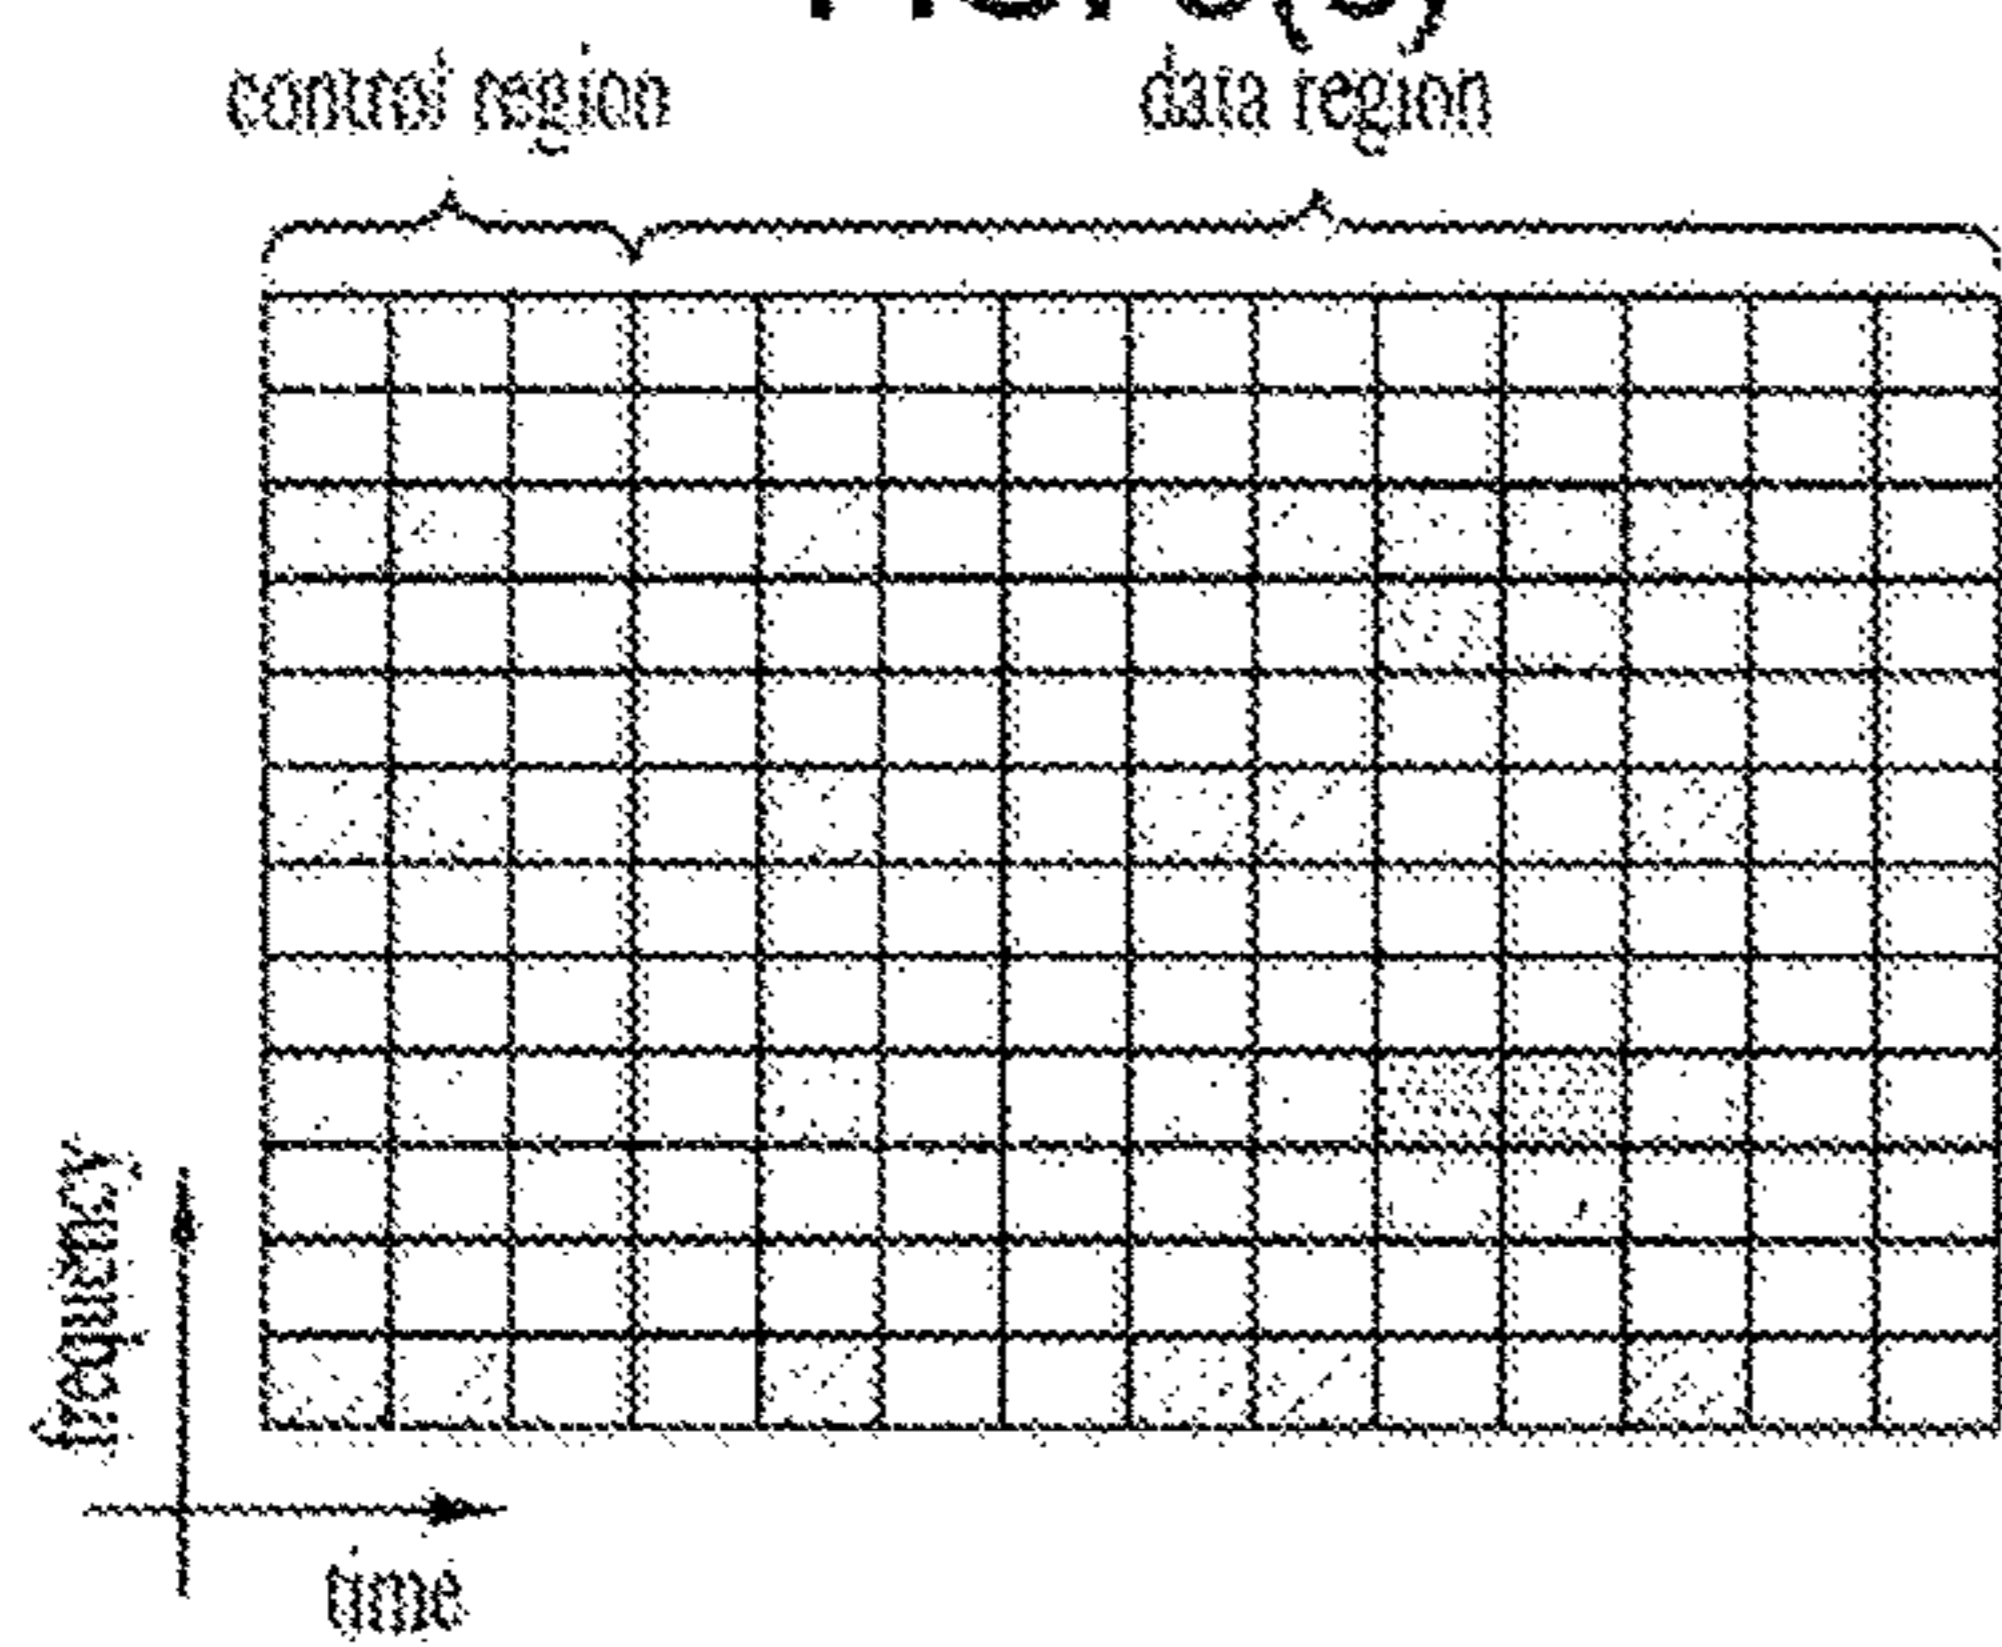 control region
data region
frequency
time